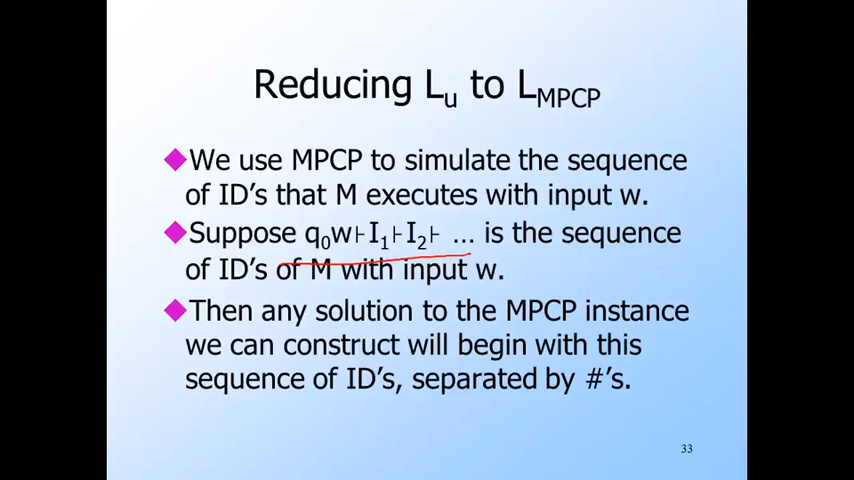 Reducing Lu to LMPCP
◆We use MPCP to simulate the sequence
of ID's that M executes with input w.
◆Suppose q0w⊦I1⊦I2⊦ … is the sequence
of ID's of M with input w.
◆Then any solution to the MPCP instance
we can construct will begin with this
sequence of ID's, separated by #'s.
33